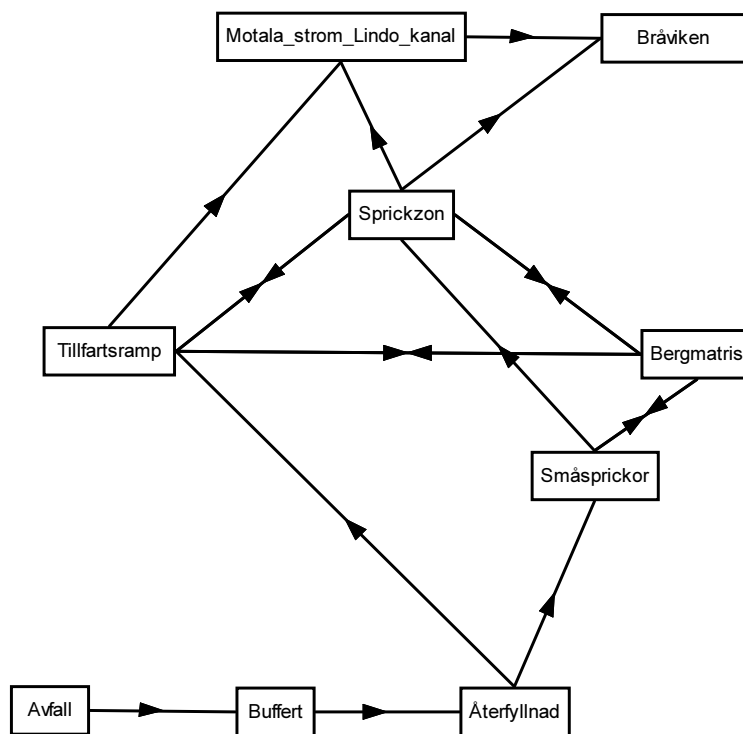 Motala_strom_Lindo_kanal
Bråviken
Sprickzon
Tillfartsramp
Bergmatris
Småsprickor
Avfall
Buffert
Återfyllnad